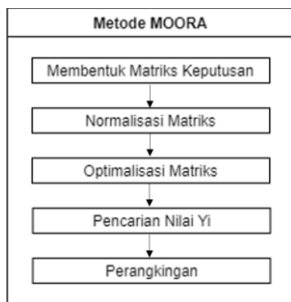 Metode MOORA
Membentuk Matriks Keputusan
Normalisasi Matriks
Optimalisasi Matriks
Pencarian Nilai Yi
Perangkingan